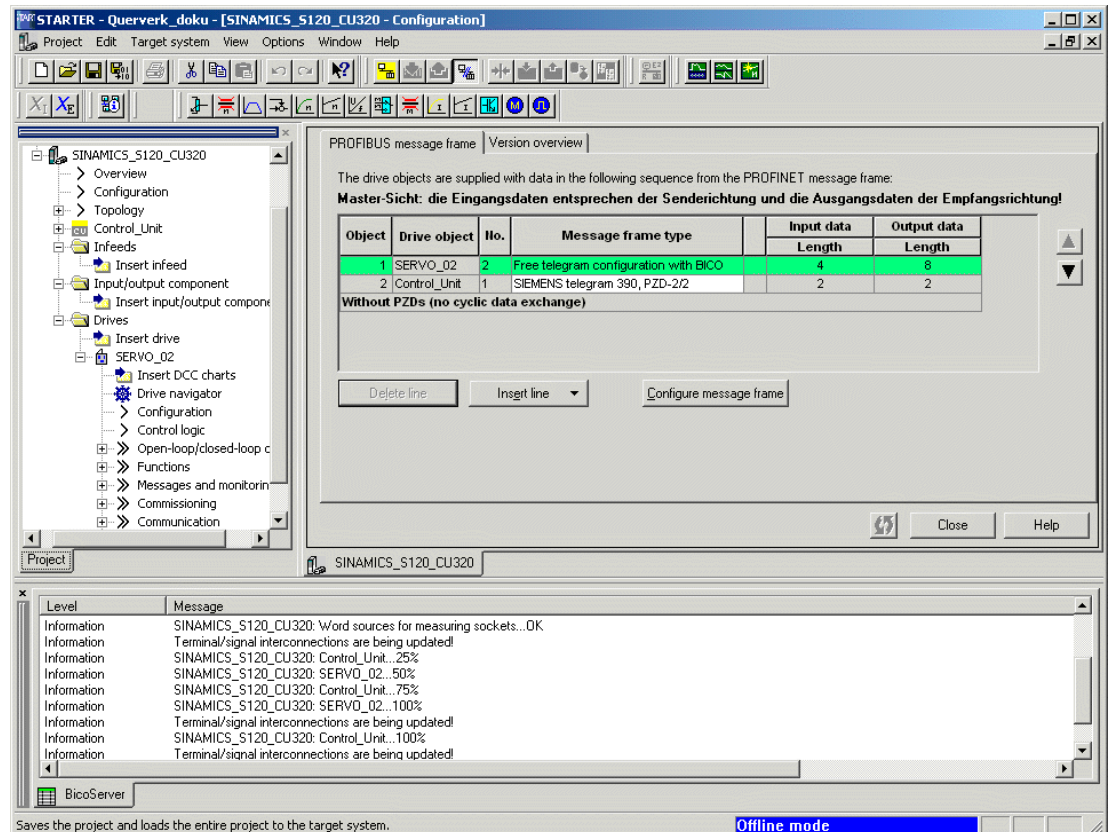 STARTER - Querverk_doku - [SINAMICS_S120_CU320 - Configuration]
Project Edit Target system View Options Window Help
SINAMICS_S120_CU320
Overview
Configuration
Topology
Control_Unit
Infeeds
Insert infeed
Input/output component
Insert input/output compone
Drives
Insert drive
SERVO_02
Insert DCC charts
Drive navigator
Configuration
Control logic
Open-loop/closed-loop c
Functions
Messages and monitorin
Commissioning
Communication
Project
PROFIBUS message frame Version overview
The drive objects are supplied with data in the following sequence from the PROFINET message frame:
Master-Sicht: die Eingangsdaten entsprechen der Senderichtung und die Ausgangsdaten der Empfangsrichtung!
Object Drive object No. Message frame type Input data Output data
Length Length
1 SERVO_02 2 Free telegram configuration with BICO 4 8
2 Control_Unit 1 SIEMENS telegram 390, PZD-2/2 2 2
Without PZDs (no cyclic data exchange)
Delete line Insert line Configure message frame
Close Help
SINAMICS_S120_CU320
Level Message
Information SINAMICS_S120_CU320: Word sources for measuring sockets...OK
Information Terminal/signal interconnections are being updated!
Information SINAMICS_S120_CU320: Control_Unit...25%
Information SINAMICS_S120_CU320: SERVO_02...50%
Information SINAMICS_S120_CU320: Control_Unit...75%
Information SINAMICS_S120_CU320: SERVO_02...100%
Information Terminal/signal interconnections are being updated!
Information SINAMICS_S120_CU320: Control_Unit...100%
Information Terminal/signal interconnections are being updated!
BicoServer
Saves the project and loads the entire project to the target system. Offline mode